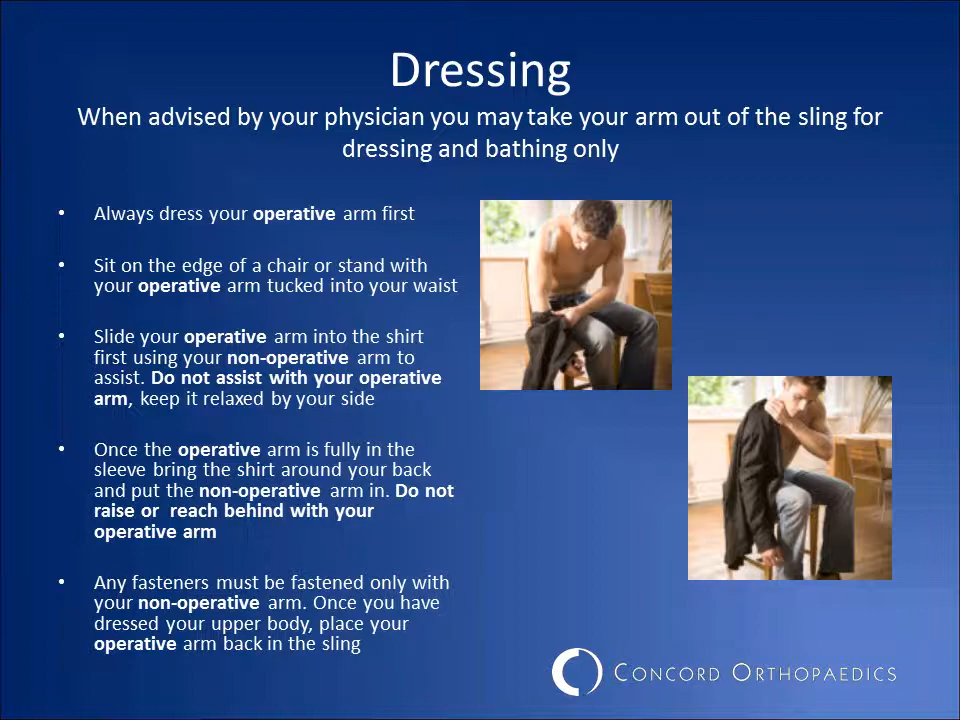 Dressing
When advised by your physician you may take your arm out of the sling for
dressing and bathing only
• Always dress your operative arm first
• Sit on the edge of a chair or stand with
your operative arm tucked into your waist
• Slide your operative arm into the shirt
first using your non-operative arm to
assist. Do not assist with your operative
arm, keep it relaxed by your side
• Once the operative arm is fully in the
sleeve bring the shirt around your back
and put the non-operative arm in. Do not
raise or reach behind with your
operative arm
• Any fasteners must be fastened only with
your non-operative arm. Once you have
dressed your upper body, place your
operative arm back in the sling
CONCORD ORTHOPAEDICS